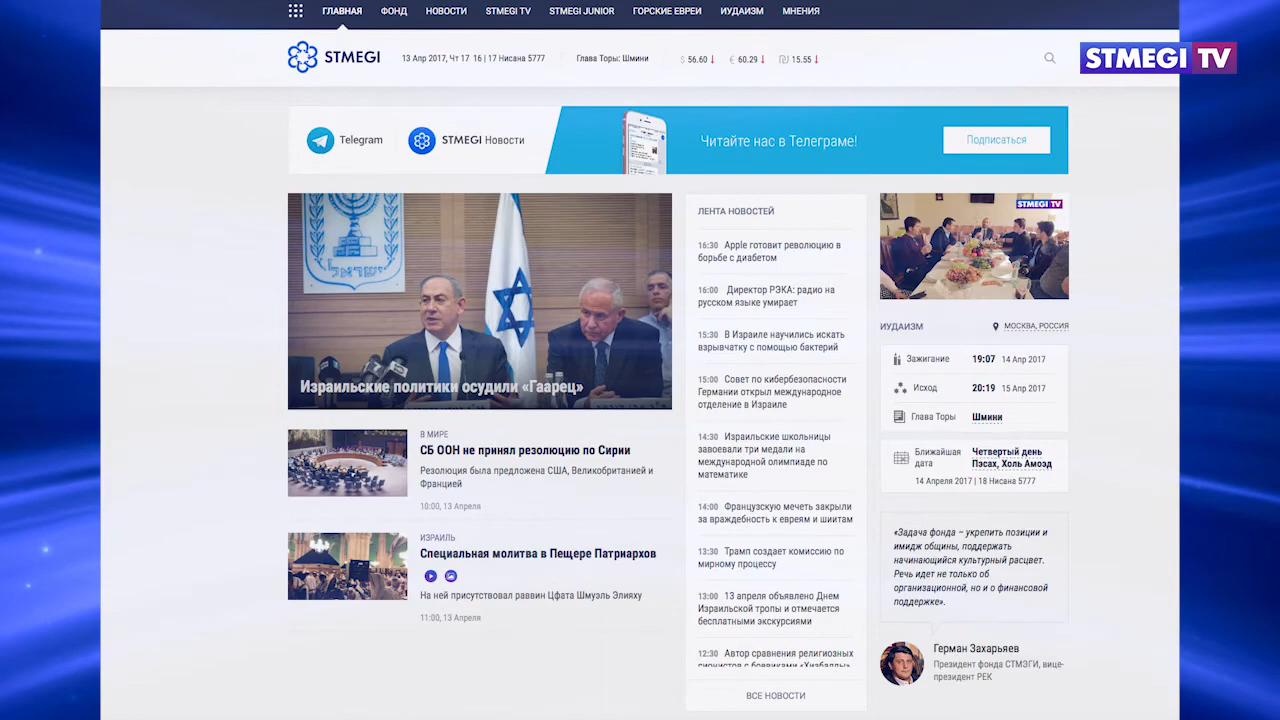 ГЛАВНАЯ ФОНД НОВОСТИ STMEGI TV STMEGI JUNIOR ГОРСКИЕ ЕВРЕИ ИУДАИЗМ МНЕНИЯ
STMEGI 13 Апр 2017, Чт 17 16 | 17 Нисана 5777 Глава Торы: Шмини $ 56.60 ↓ € 60.29 ↓ ₪ 15.55 ↓
STMEGI TV
Telegram STMEGI Новости Читайте нас в Телеграме! Подписаться
Израильские политики осудили «Гаарец»
В МИРЕ
СБ ООН не принял резолюцию по Сирии
Резолюция была предложена США, Великобританией и
Францией
10:00, 13 Апреля
ИЗРАИЛЬ
Специальная молитва в Пещере Патриархов
На ней присутствовал раввин Цфата Шмуэль Элияху
11:00, 13 Апреля
ЛЕНТА НОВОСТЕЙ
16:30 Apple готовит революцию в
борьбе с диабетом
16:00 Директор РЭКА: радио на
русском языке умирает
15:30 В Израиле научились искать
взрывчатку с помощью бактерий
15:00 Совет по кибербезопасности
Германии открыл международное
отделение в Израиле
14:30 Израильские школьницы
завоевали три медали на
международной олимпиаде по
математике
14:00 Французскую мечеть закрыли
за враждебность к евреям и шиитам
13:30 Трамп создает комиссию по
мирному процессу
13:00 13 апреля объявлено Днем
Израильской тропы и отмечается
бесплатными экскурсиями
12:30 Автор сравнения религиозных
сионистов с боевиками «Хизбаллы»
ВСЕ НОВОСТИ
STMEGI TV
ИУДАИЗМ МОСКВА, РОССИЯ
Зажигание 19:07 14 Апр 2017
Исход 20:19 15 Апр 2017
Глава Торы Шмини
Ближайшая дата Четвертый день
Пэсах, Холь Амоэд
14 Апреля 2017 | 18 Нисана 5777
«Задача фонда – укрепить позиции и
имидж общины, поддержать
начинающийся культурный расцвет.
Речь идет не только об
организационной, но и о финансовой
поддержке».
Герман Захарьяев
Президент фонда СТМЭГИ, вице-
президент РЕК